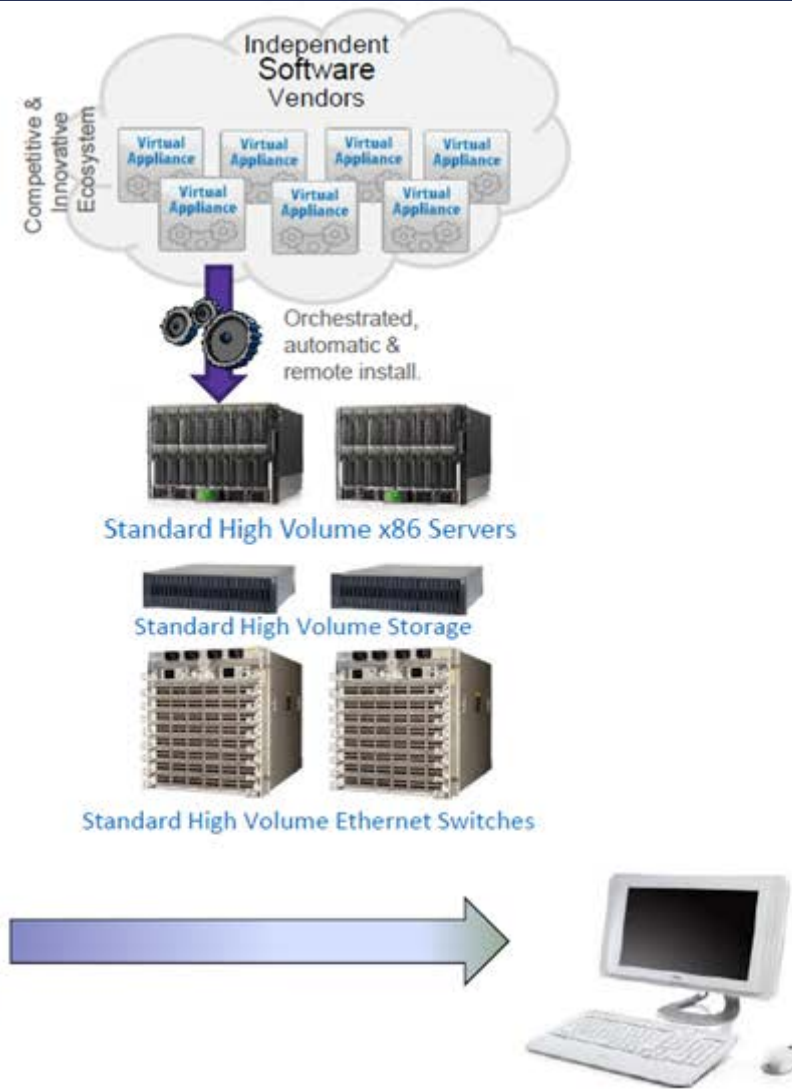 Independent
Software
Vendors
Competitive &
Innovative
Ecosystem
Virtual
Appliance
Virtual
Appliance
Virtual
Appliance
Virtual
Appliance
Virtual
Appliance
Virtual
Appliance
Virtual
Appliance
Orchestrated,
automatic &
remote install.
Standard High Volume x86 Servers
Standard High Volume Storage
Standard High Volume Ethernet Switches